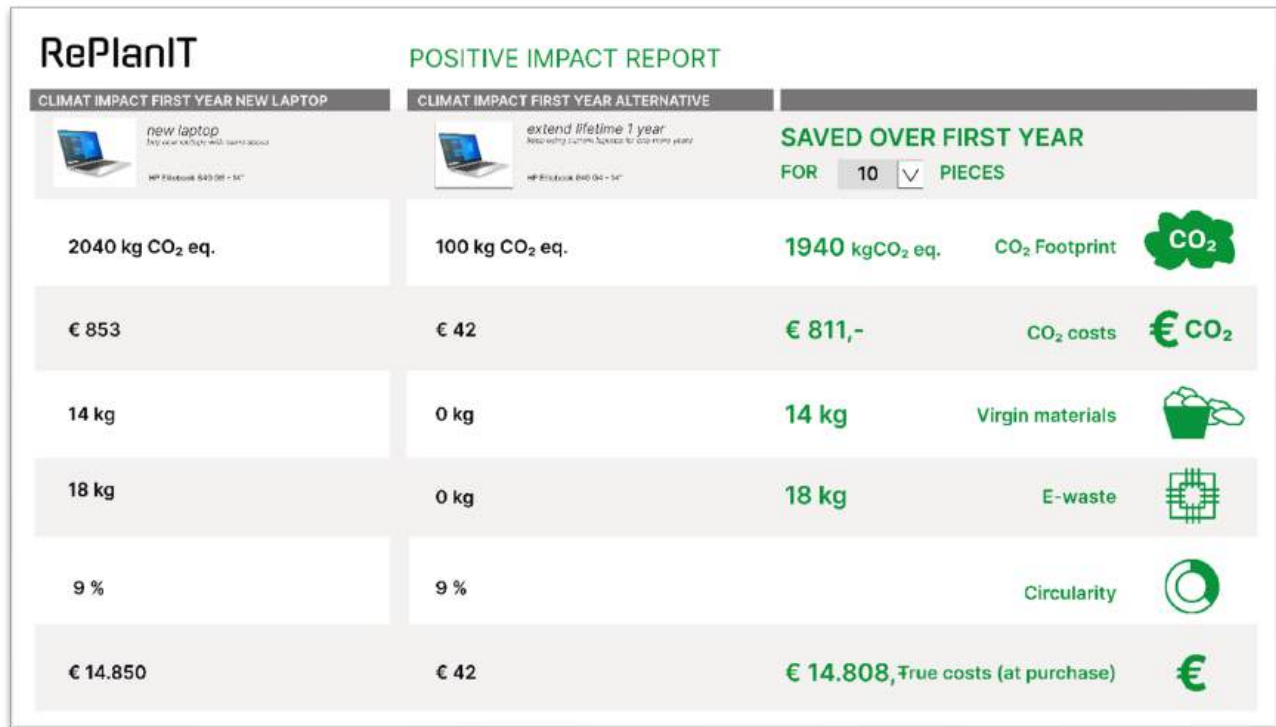 RePlanIT
POSITIVE IMPACT REPORT
CLIMAT IMPACT FIRST YEAR NEW LAPTOP
CLIMAT IMPACT FIRST YEAR ALTERNATIVE
new laptop
extend lifetime 1 year
SAVED OVER FIRST YEAR
FOR 10 PIECES
2040 kg CO₂ eq.
100 kg CO₂ eq.
1940 kgCO₂ eq.
CO₂ Footprint
CO₂
€ 853
€ 42
€ 811,-
CO₂ costs
€ CO₂
14 kg
0 kg
14 kg
Virgin materials
18 kg
0 kg
18 kg
E-waste
9 %
9 %
Circularity
€ 14.850
€ 42
€ 14.808,-
True costs (at purchase)
€